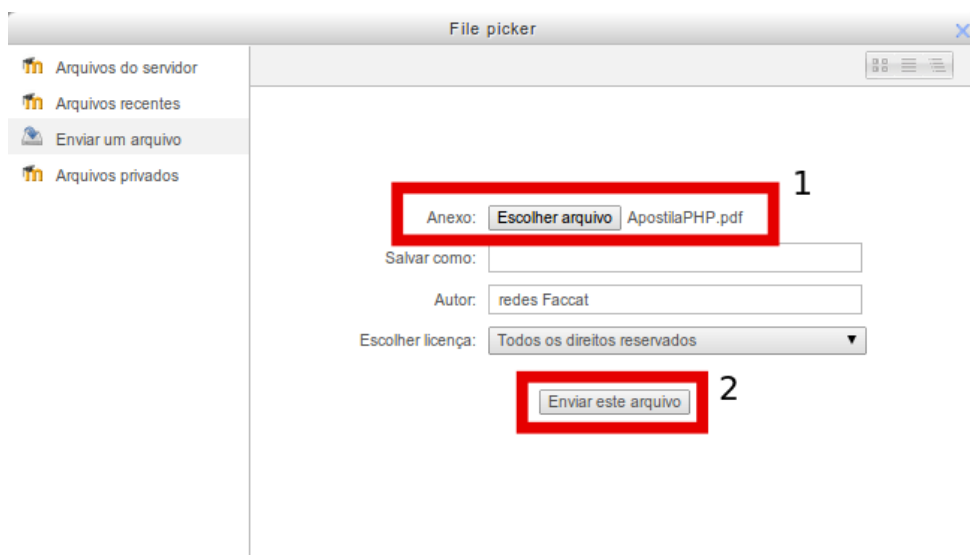 File picker
Arquivos do servidor
Arquivos recentes
Enviar um arquivo
Arquivos privados
1
Anexo: Escolher arquivo ApostilaPHP.pdf
Salvar como:
Autor: redes Faccat
Escolher licença: Todos os direitos reservados
Enviar este arquivo 2